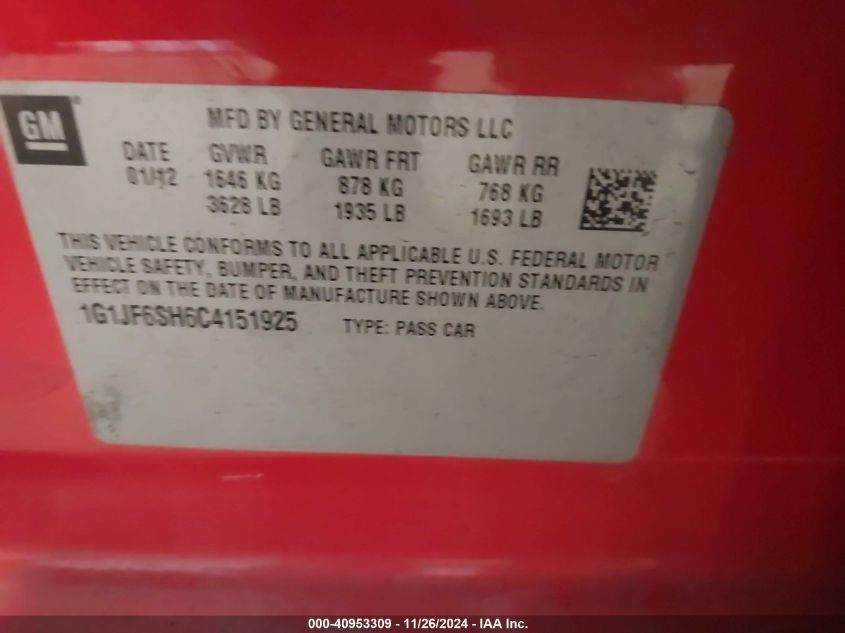 GM
MFD BY GENERAL MOTORS LLC
DATE GVWR GAWR FRT GAWR RR
01/12 1646 KG 878 KG 768 KG
3628 LB 1935 LB 1693 LB
THIS VEHICLE CONFORMS TO ALL APPLICABLE U.S. FEDERAL MOTOR
VEHICLE SAFETY, BUMPER, AND THEFT PREVENTION STANDARDS IN
EFFECT ON THE DATE OF MANUFACTURE SHOWN ABOVE.
1G1JF6SH6C4151925 TYPE: PASS CAR
000-40953309 - 11/26/2024 - IAA Inc.